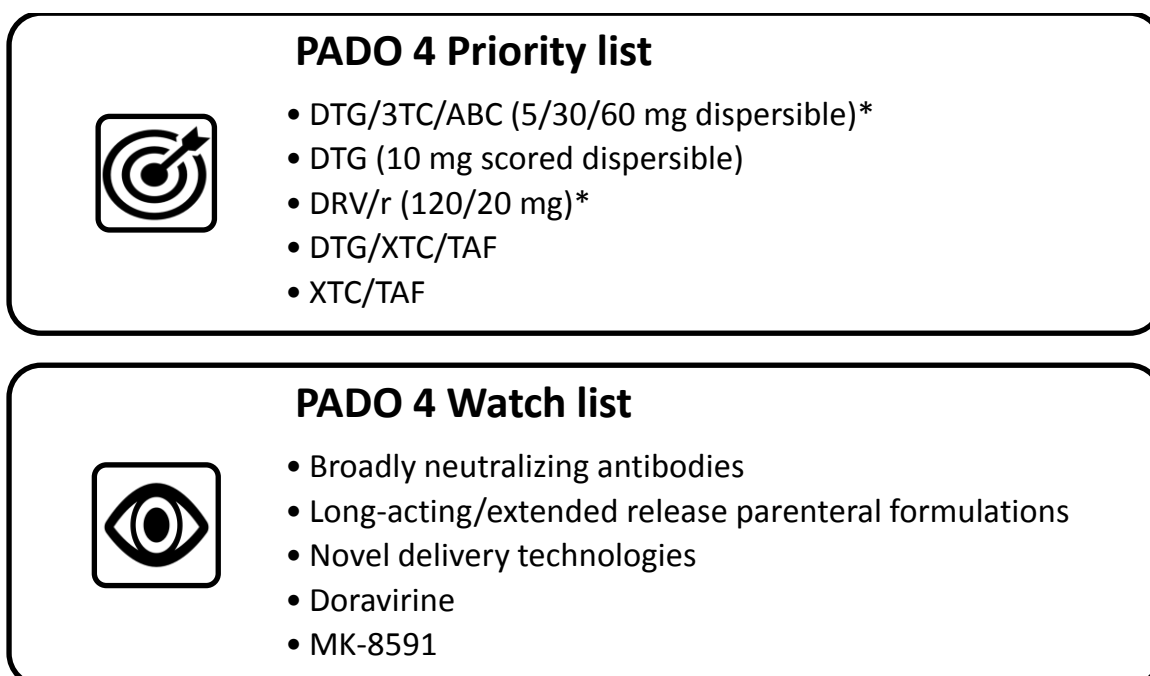 PADO 4 Priority list
• DTG/3TC/ABC (5/30/60 mg dispersible)*
• DTG (10 mg scored dispersible)
• DRV/r (120/20 mg)*
• DTG/XTC/TAF
• XTC/TAF
PADO 4 Watch list
• Broadly neutralizing antibodies
• Long-acting/extended release parenteral formulations
• Novel delivery technologies
• Doravirine
• MK-8591